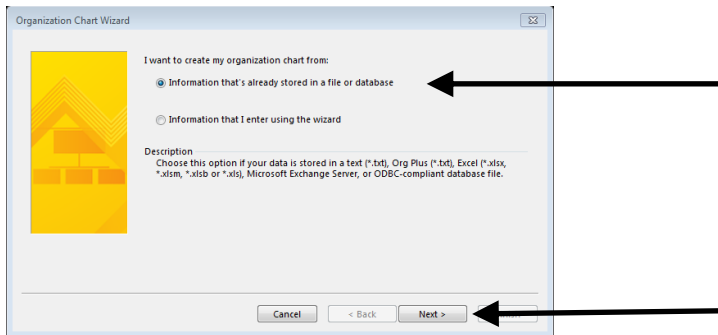 Organization Chart Wizard
I want to create my organization chart from:
Information that's already stored in a file or database
Information that I enter using the wizard
Description
Choose this option if your data is stored in a text (*.txt), Org Plus (*.txt), Excel (*.xlsx,
*.xlsm, *.xlsb or *.xls), Microsoft Exchange Server, or ODBC-compliant database file.
Cancel < Back Next >